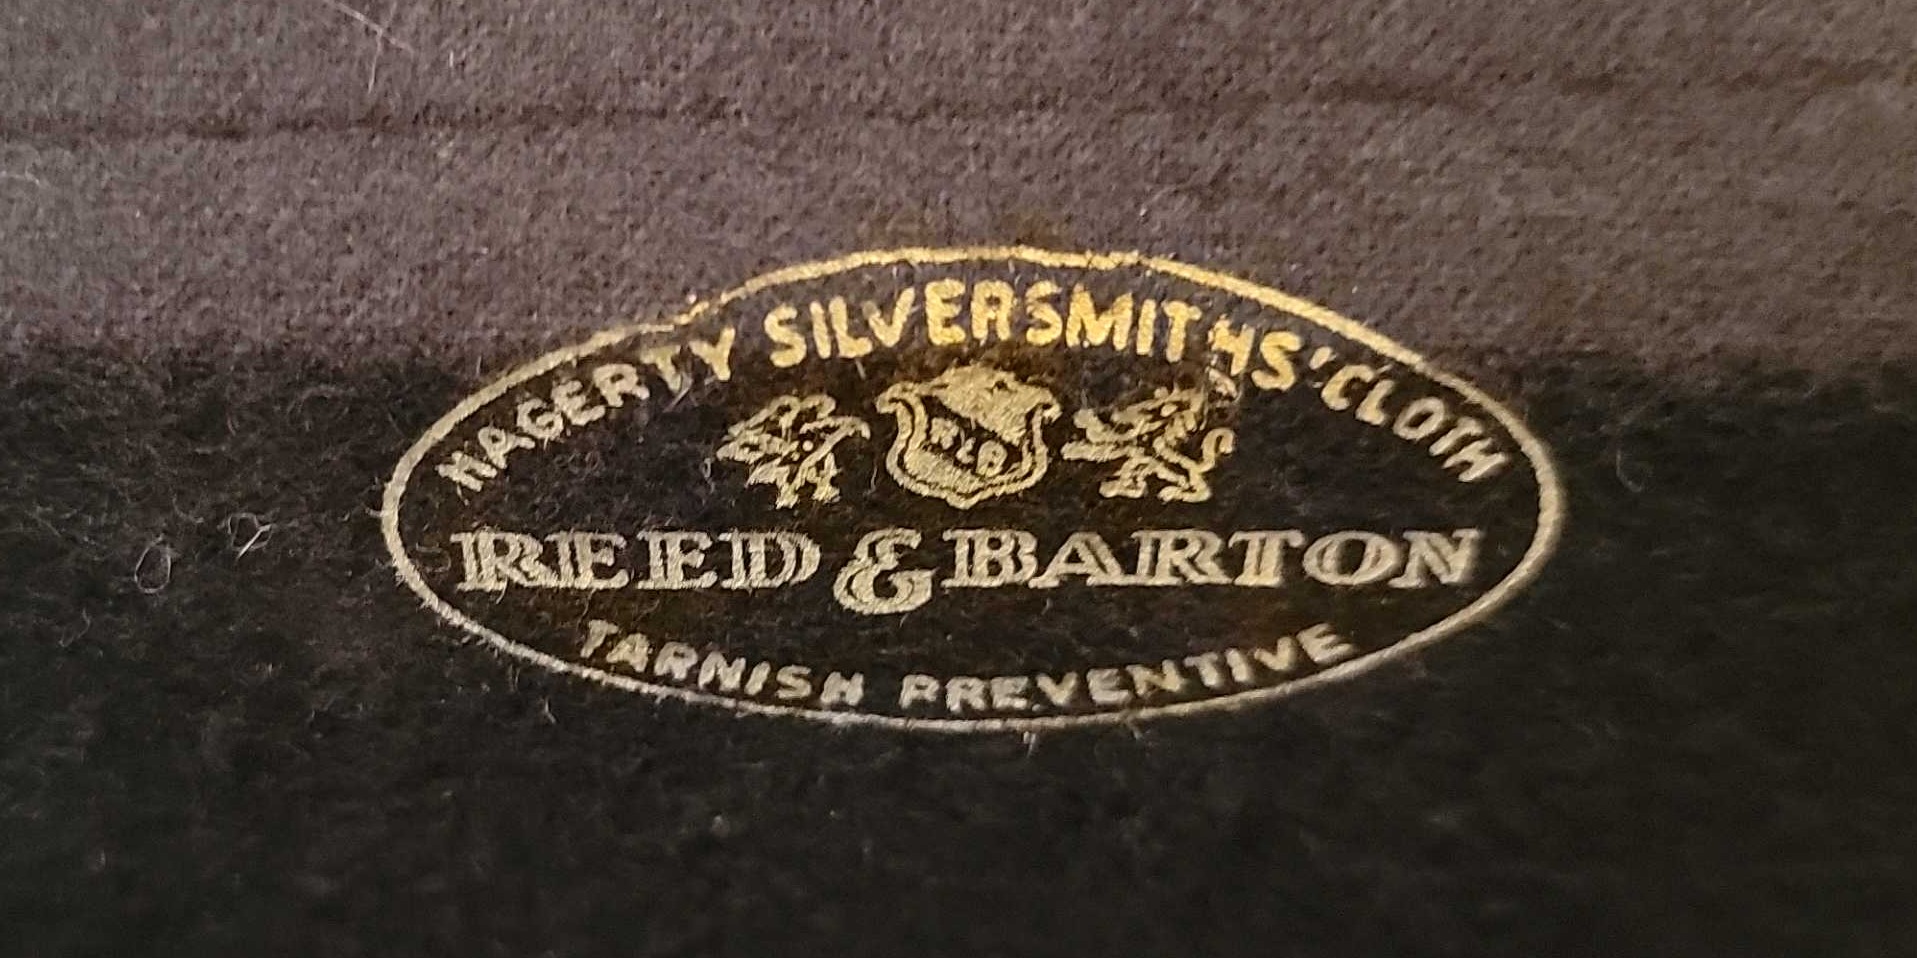 HAGERTY SILVERSMITHS' CLOTH
R&B
REED & BARTON
TARNISH PREVENTIVE